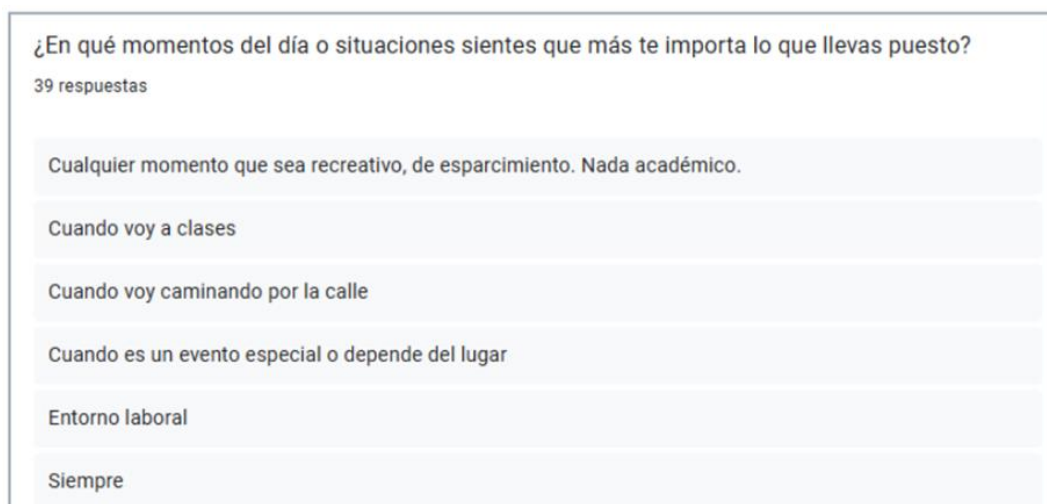 ¿En qué momentos del día o situaciones sientes que más te importa lo que llevas puesto?
39 respuestas
Cualquier momento que sea recreativo, de esparcimiento. Nada académico.
Cuando voy a clases
Cuando voy caminando por la calle
Cuando es un evento especial o depende del lugar
Entorno laboral
Siempre